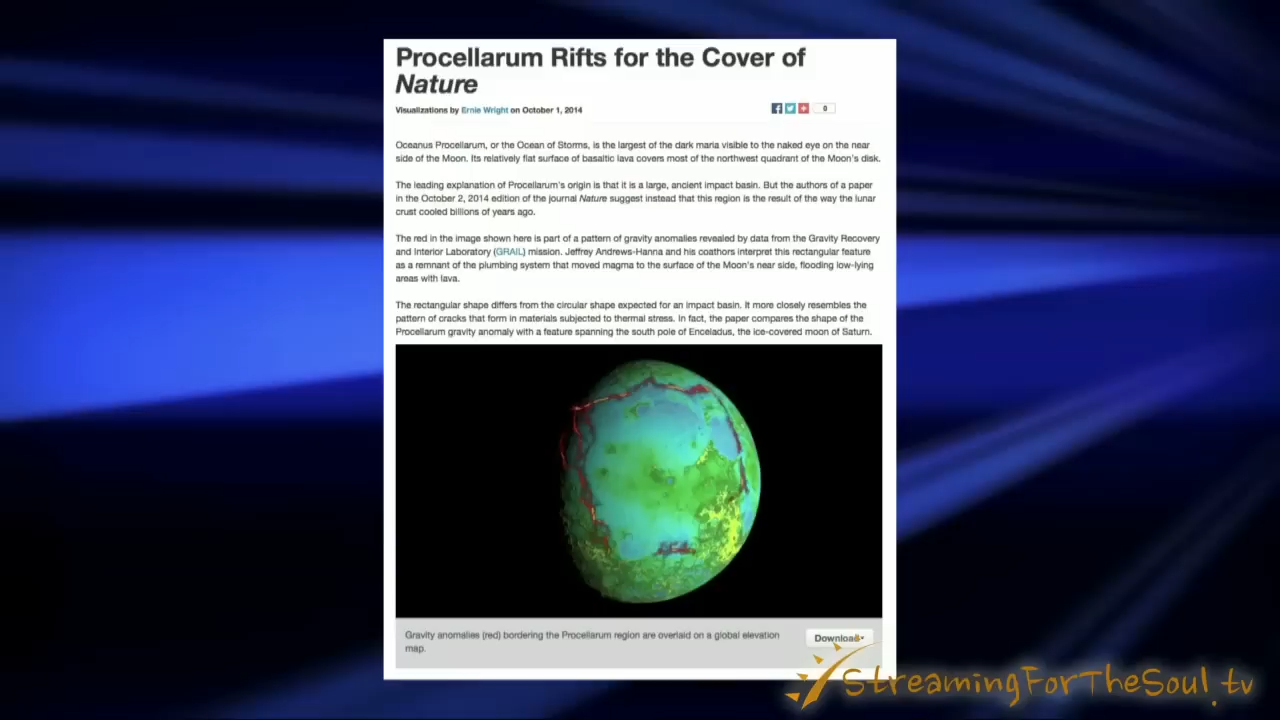 Procellarum Rifts for the Cover of
Nature
Visualizations by Ernie Wright on October 1, 2014
0
Oceanus Procellarum, or the Ocean of Storms, is the largest of the dark maria visible to the naked eye on the near
side of the Moon. Its relatively flat surface of basaltic lava covers most of the northwest quadrant of the Moon's disk.
The leading explanation of Procellarum's origin is that it is a large, ancient impact basin. But the authors of a paper
in the October 2, 2014 edition of the journal Nature suggest instead that this region is the result of the way the lunar
crust cooled billions of years ago.
The red in the image shown here is part of a pattern of gravity anomalies revealed by data from the Gravity Recovery
and Interior Laboratory (GRAIL) mission. Jeffrey Andrews-Hanna and his coathors interpret this rectangular feature
as a remnant of the plumbing system that moved magma to the surface of the Moon's near side, flooding low-lying
areas with lava.
The rectangular shape differs from the circular shape expected for an impact basin. It more closely resembles the
pattern of cracks that form in materials subjected to thermal stress. In fact, the paper compares the shape of the
Procellarum gravity anomaly with a feature spanning the south pole of Enceladus, the ice-covered moon of Saturn.
Gravity anomalies (red) bordering the Procellarum region are overlaid on a global elevation
map.
Download
StreamingForTheSoul.tv